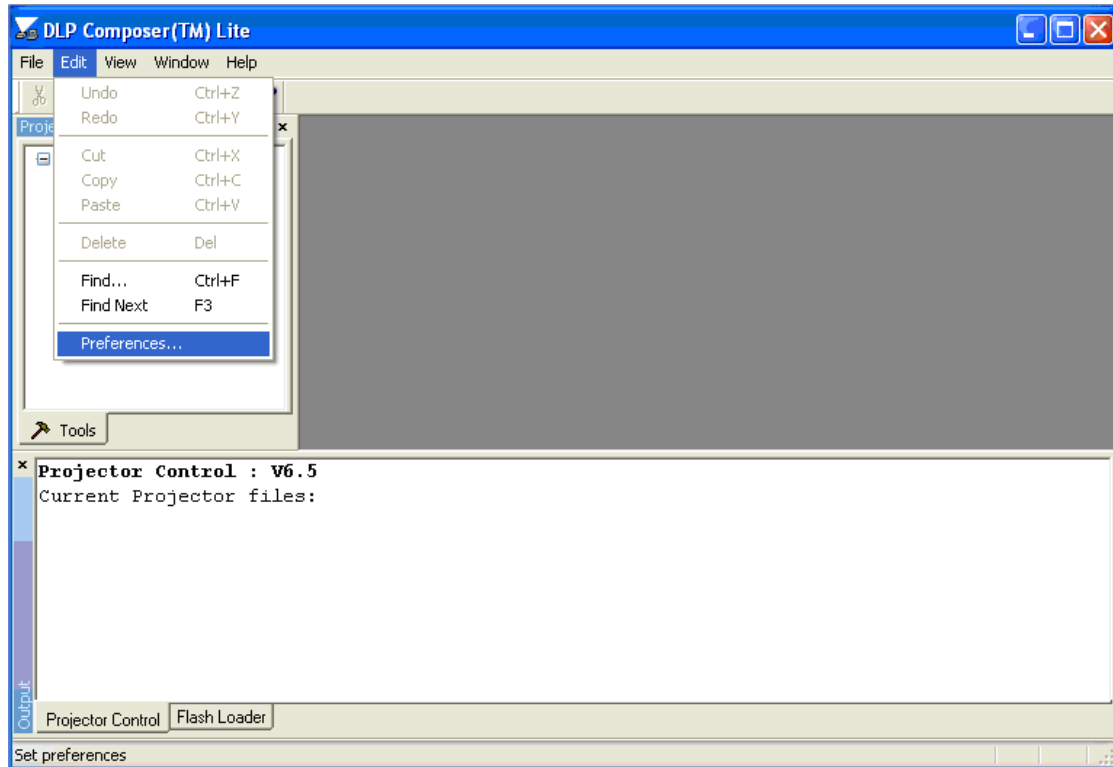 DLP Composer(TM) Lite
File Edit View Window Help
Undo Ctrl+Z
Redo Ctrl+Y
Proje
Cut Ctrl+X
Copy Ctrl+C
Paste Ctrl+V
Delete Del
Find... Ctrl+F
Find Next F3
Preferences...
Tools
Projector Control : V6.5
Current Projector files:
Output
Projector Control Flash Loader
Set preferences